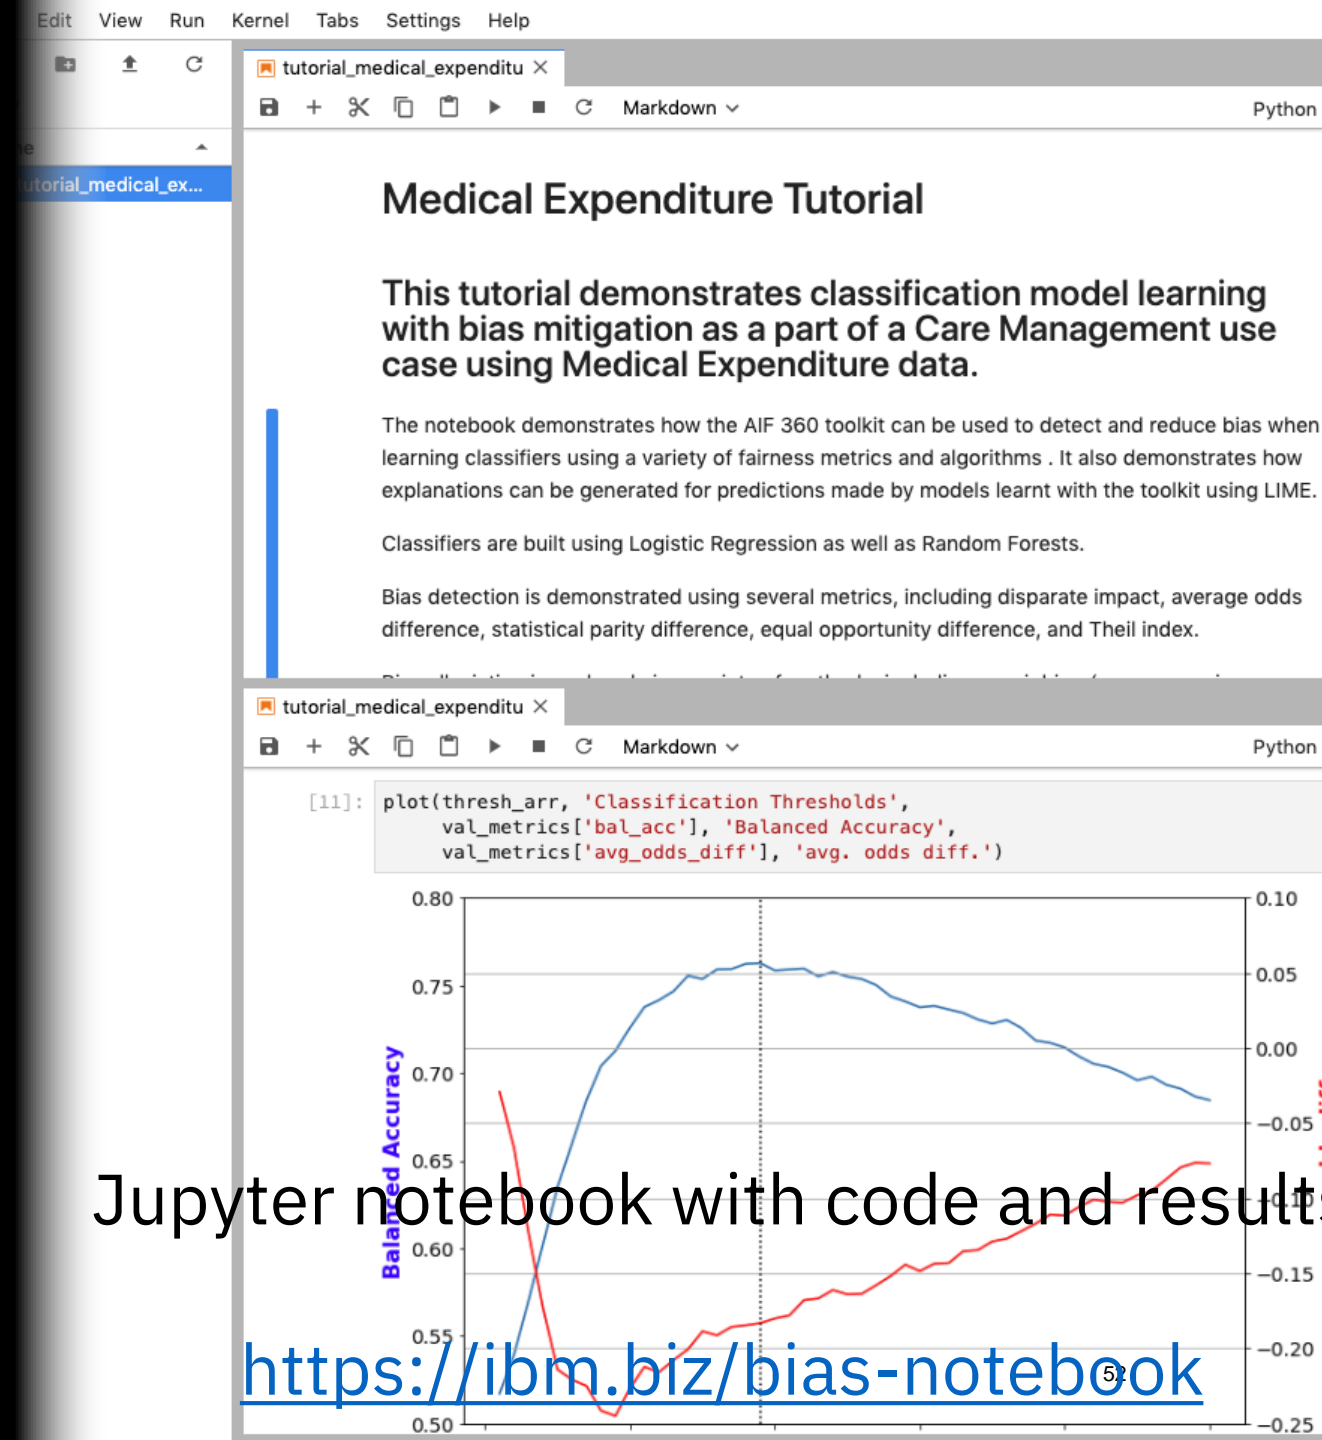 Edit View Run Kernel Tabs Settings Help
tutorial_medical_expenditu
Markdown
Python
tutorial_medical_ex...
Medical Expenditure Tutorial
This tutorial demonstrates classification model learning
with bias mitigation as a part of a Care Management use
case using Medical Expenditure data.
The notebook demonstrates how the AIF 360 toolkit can be used to detect and reduce bias when
learning classifiers using a variety of fairness metrics and algorithms . It also demonstrates how
explanations can be generated for predictions made by models learnt with the toolkit using LIME.
Classifiers are built using Logistic Regression as well as Random Forests.
Bias detection is demonstrated using several metrics, including disparate impact, average odds
difference, statistical parity difference, equal opportunity difference, and Theil index.
tutorial_medical_expenditu
Markdown
Python
[11]: plot(thresh_arr, 'Classification Thresholds',
val_metrics['bal_acc'], 'Balanced Accuracy',
val_metrics['avg_odds_diff'], 'avg. odds diff.')
0.80 0.10
0.05
0.75
0.00
0.70
Balanced Accuracy
−0.05
0.65
−0.10
Jupyter notebook with code and results
0.60
−0.15
0.55
−0.20
https://ibm.biz/bias-notebook
52
0.50 −0.25